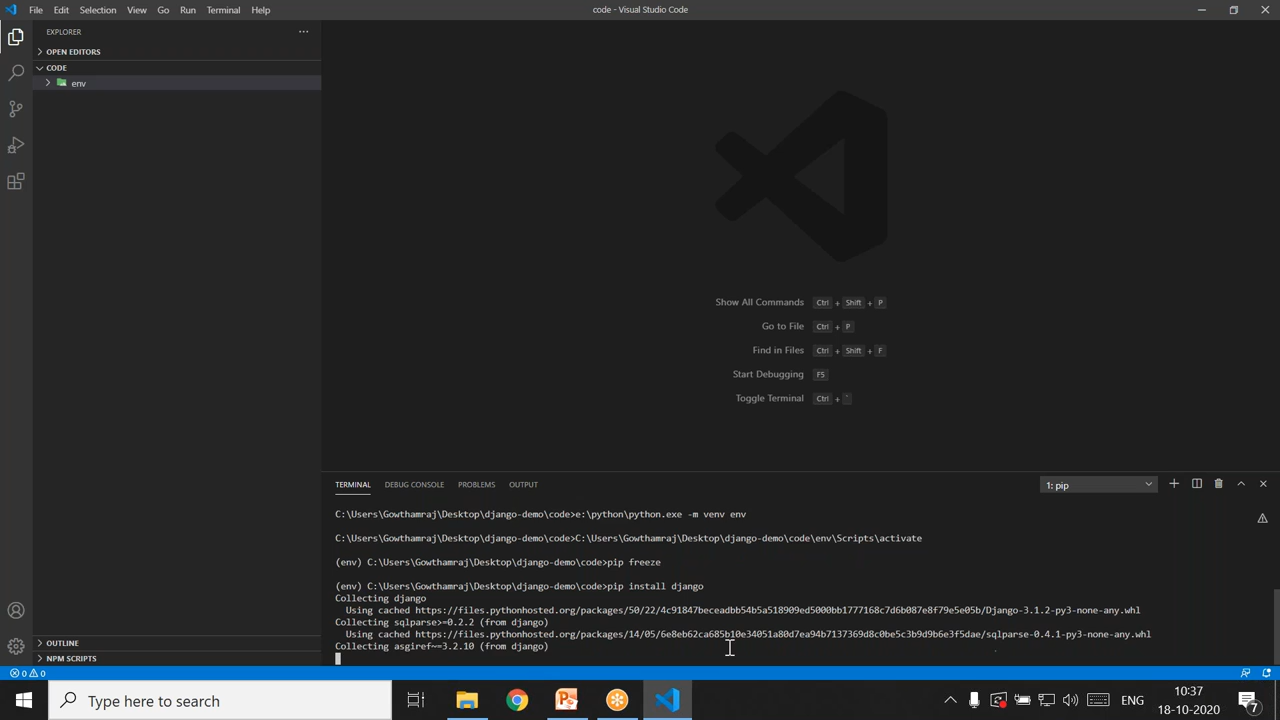 File Edit Selection View Go Run Terminal Help
code - Visual Studio Code
EXPLORER
OPEN EDITORS
CODE
env
OUTLINE
NPM SCRIPTS
Show All Commands Ctrl + Shift + P
Go to File Ctrl + P
Find in Files Ctrl + Shift + F
Start Debugging F5
Toggle Terminal Ctrl + `
TERMINAL DEBUG CONSOLE PROBLEMS OUTPUT
1: pip
C:\Users\Gowthamraj\Desktop\django-demo\code>e:\python\python.exe -m venv env
C:\Users\Gowthamraj\Desktop\django-demo\code>C:\Users\Gowthamraj\Desktop\django-demo\code\env\Scripts\activate
(env) C:\Users\Gowthamraj\Desktop\django-demo\code>pip freeze
(env) C:\Users\Gowthamraj\Desktop\django-demo\code>pip install django
Collecting django
Using cached https://files.pythonhosted.org/packages/50/22/4c91847beceadbb54b5a518909ed5000bb1777168c7d6b087e8f79e5e05b/Django-3.1.2-py3-none-any.whl
Collecting sqlparse>=0.2.2 (from django)
Using cached https://files.pythonhosted.org/packages/14/05/6e8eb62ca685b10e34051a80d7ea94b7137369d8c0be5c3b9d9b6e3f5dae/sqlparse-0.4.1-py3-none-any.whl
Collecting asgiref~=3.2.10 (from django)
0 0
Type here to search
ENG
10:37
18-10-2020
7